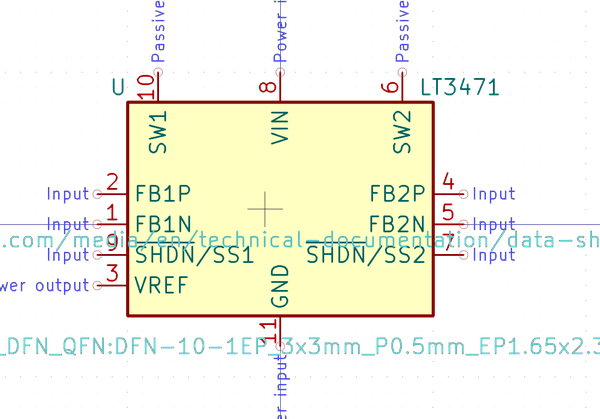 Passive
Power i
Passive
U
10
8
6
LT3471
SW1
VIN
SW2
Input
2
FB1P
FB2P
4
Input
Input
1
FB1N
FB2N
5
Input
.com/media/en/technical-documentation/data-sh
Input
9
SHDN/SS1
SHDN/SS2
7
Input
wer output
3
VREF
GND
11
_DFN_QFN:DFN-10-1EP_3x3mm_P0.5mm_EP1.65x2.3
er input